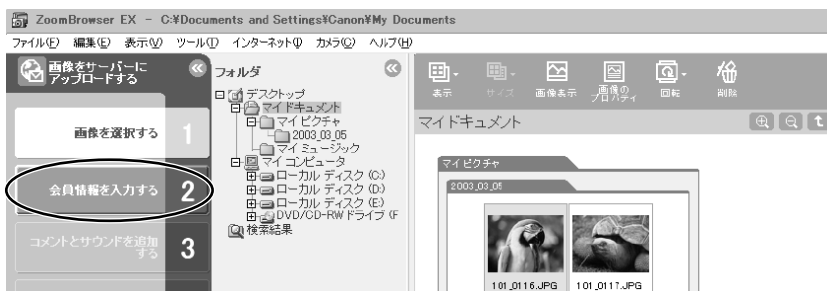 ZoomBrowser EX - C:¥Documents and Settings¥Canon¥My Documents
ファイル(F) 編集(E) 表示(V) ツール(T) インターネット(I) カメラ(C) ヘルプ(H)
画像をサーバーに
アップロードする
画像を選択する 1
会員情報を入力する 2
コメントとサウンドを追加
する 3
フォルダ
デスクトップ
マイ ドキュメント
マイ ピクチャ
2003_03_05
マイ ミュージック
マイ コンピュータ
ローカル ディスク (C:)
ローカル ディスク (D:)
ローカル ディスク (E:)
DVD/CD-RW ドライブ (F
検索結果
表示 サイズ 画像表示 画像の
プロパティ 回転 削除
マイ ドキュメント
マイ ピクチャ
2003_03_05
101_0116.JPG 101_0117.JPG